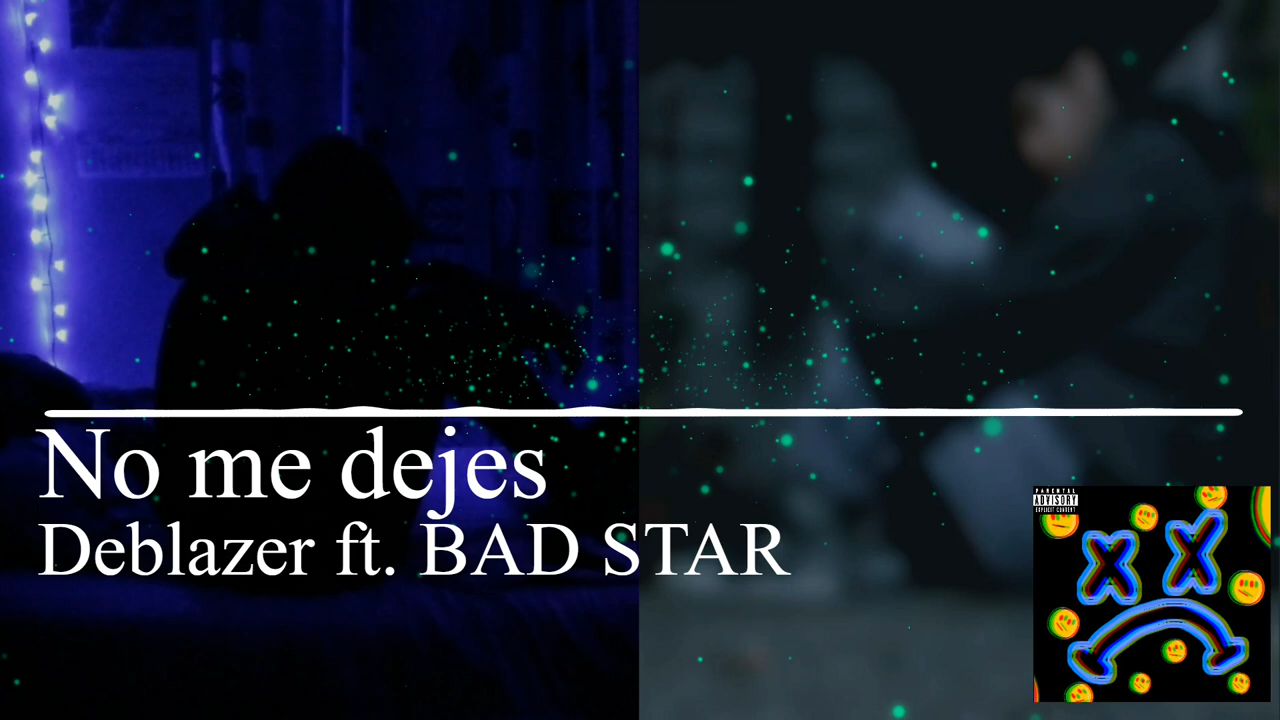 No me dejes
Deblazer ft. BAD STAR
PARENTAL
ADVISORY
EXPLICIT CONTENT